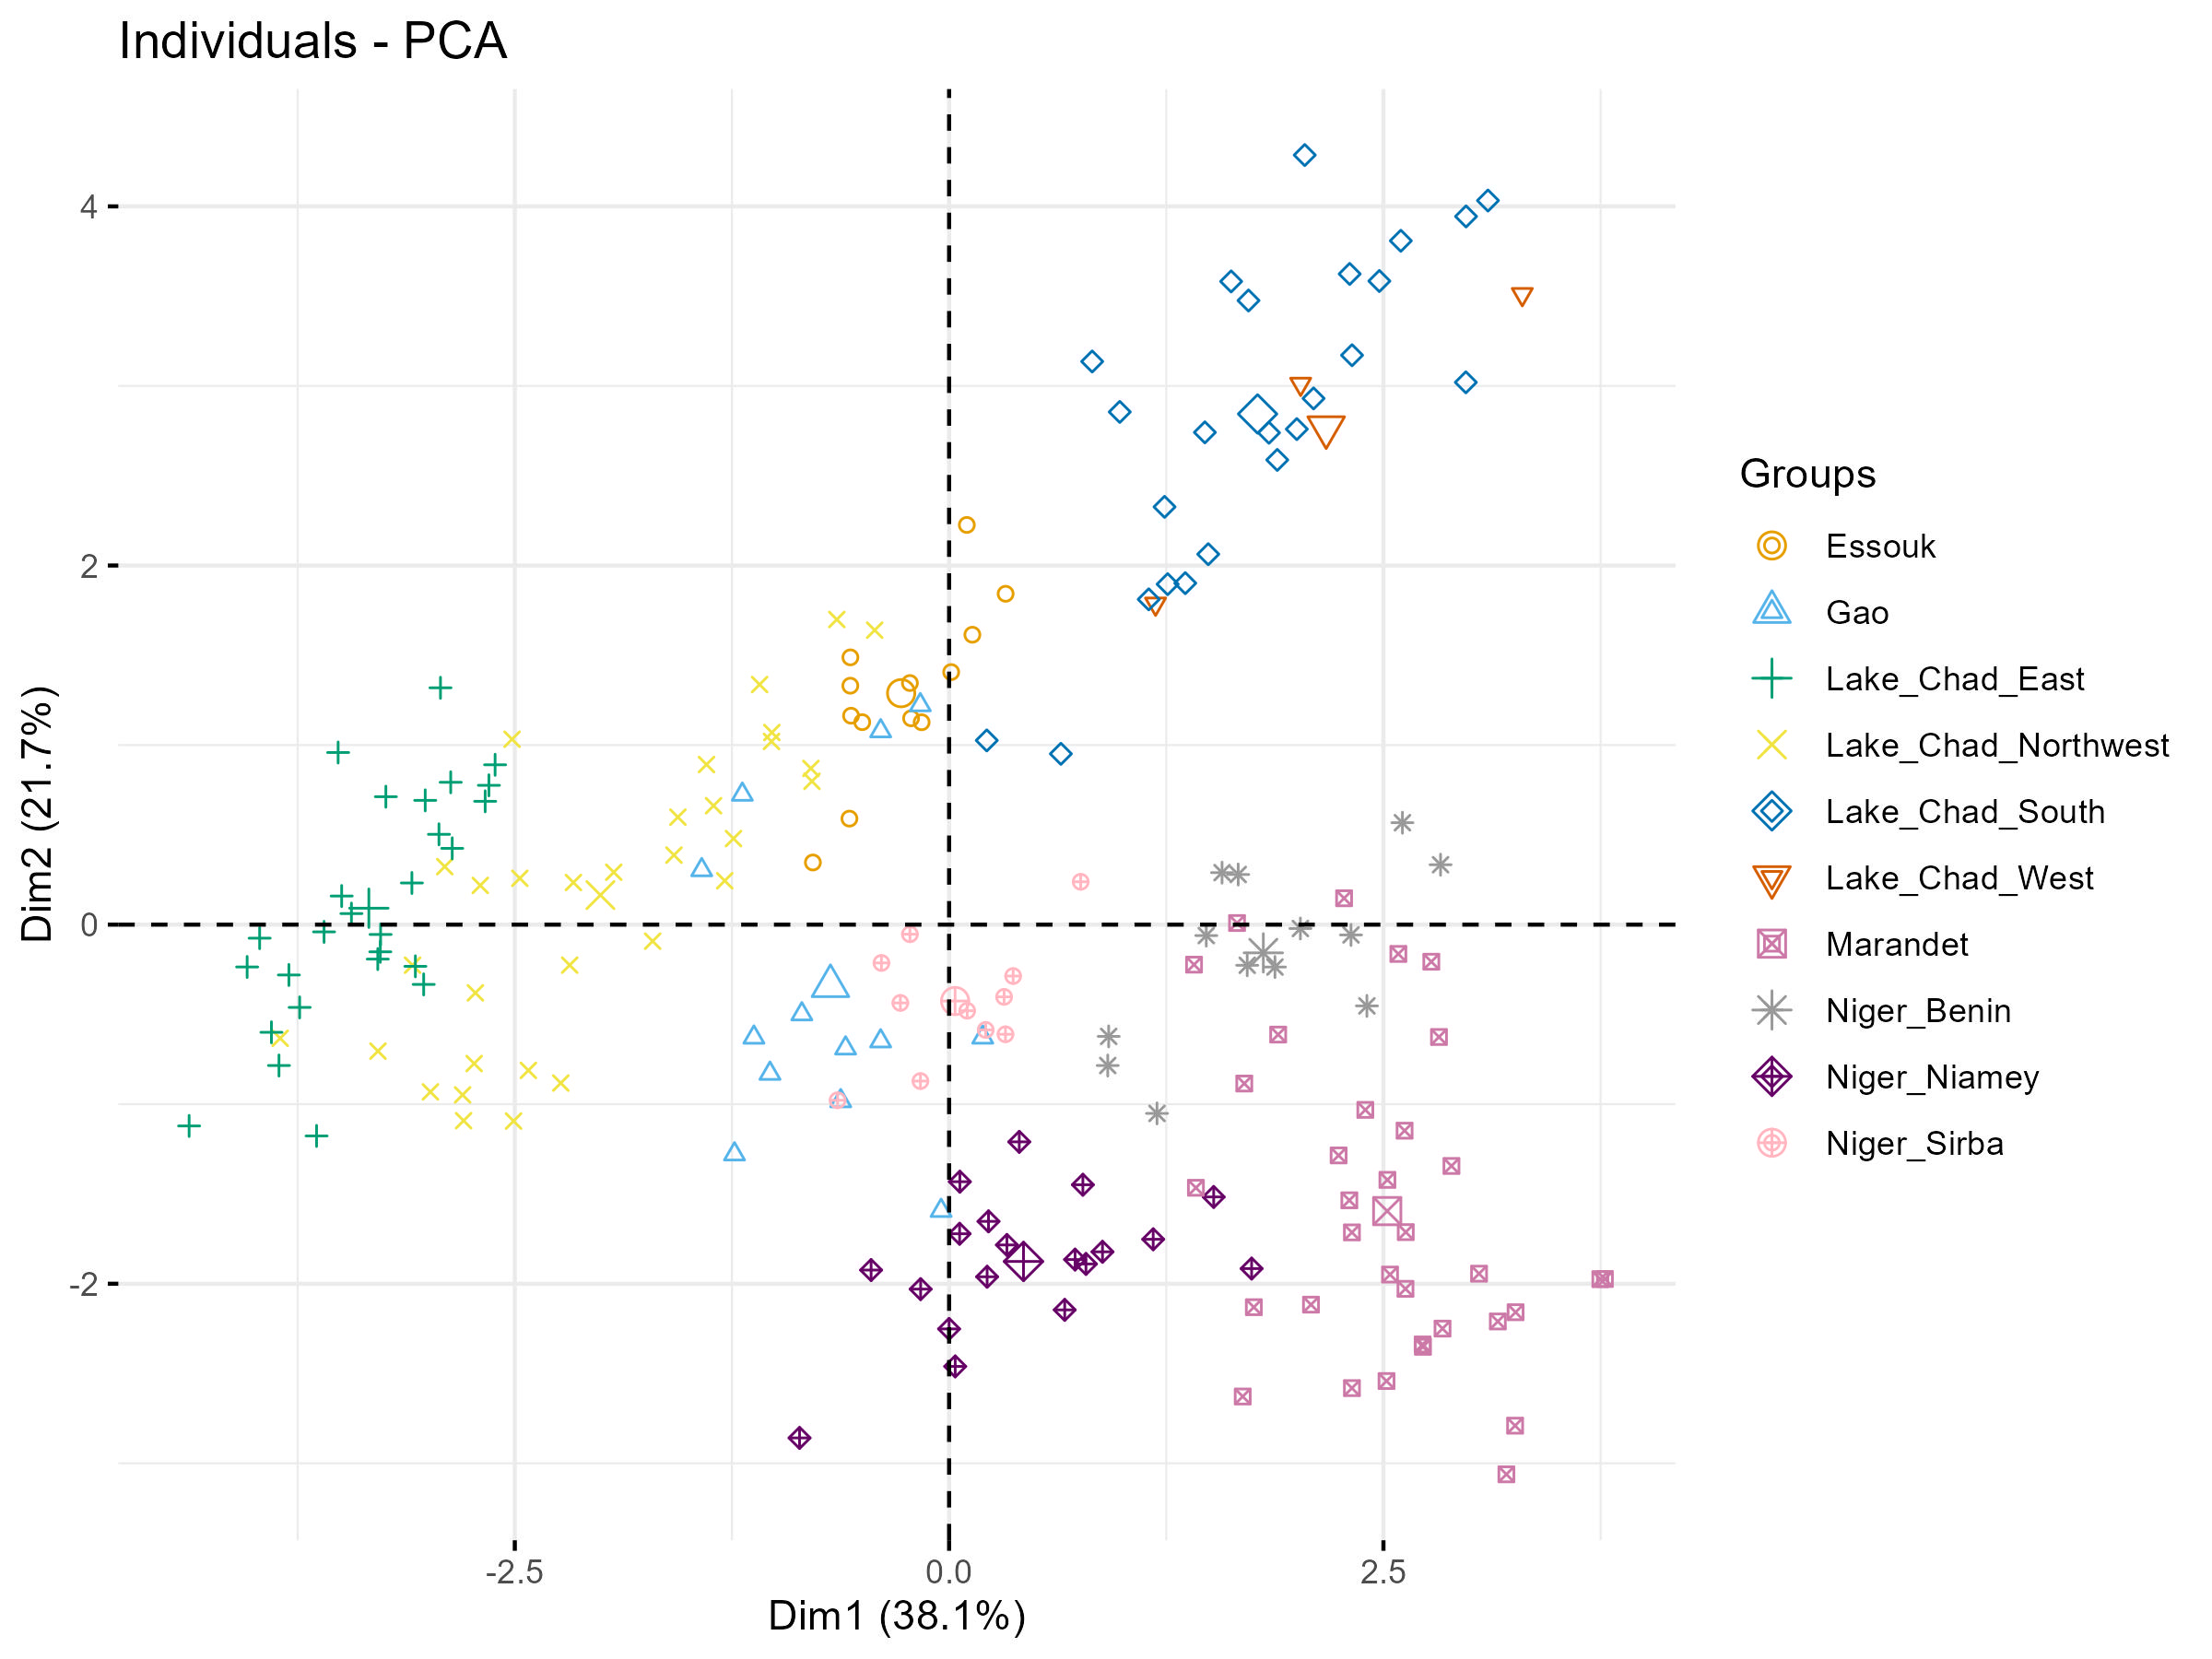 Individuals - PCA
4
2
0
-2
Dim2 (21.7%)
-2.5
0.0
2.5
Dim1 (38.1%)
Groups
Essouk
Gao
Lake_Chad_East
Lake_Chad_Northwest
Lake_Chad_South
Lake_Chad_West
Marandet
Niger_Benin
Niger_Niamey
Niger_Sirba